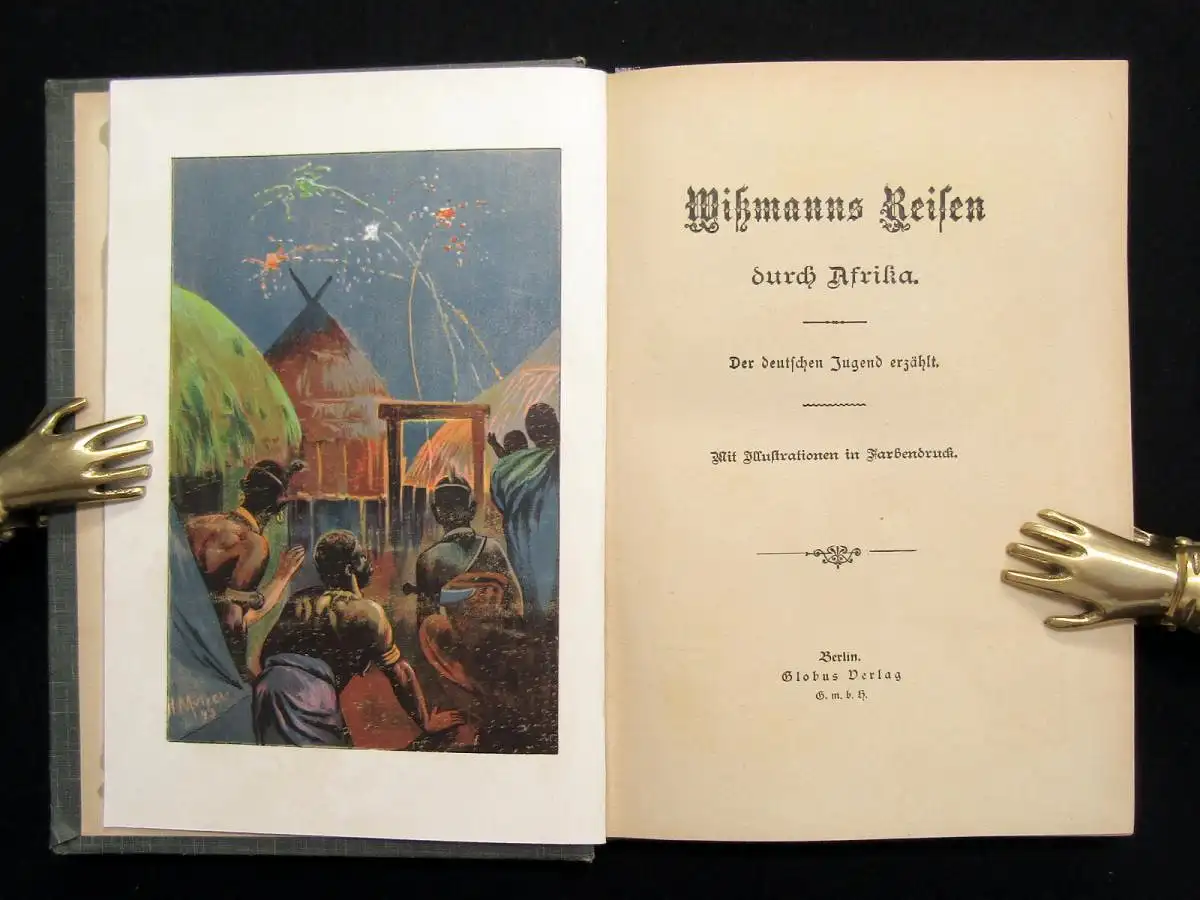 Wißmanns Reisen
durch Afrika.
Der deutschen Jugend erzählt.
Mit Illustrationen in Farbendruck.
Berlin.
Globus Verlag
G. m. b. H.